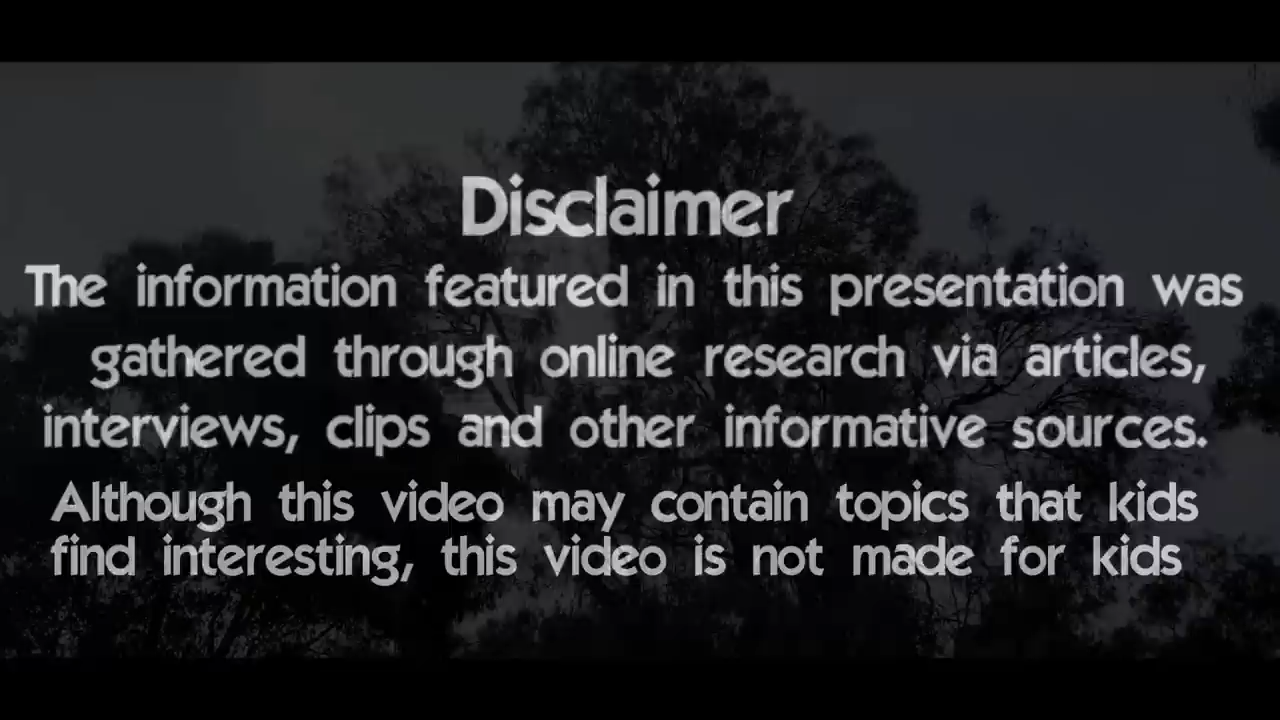 Disclaimer
The information featured in this presentation was
gathered through online research via articles,
interviews, clips and other informative sources.
Although this video may contain topics that kids
find interesting, this video is not made for kids